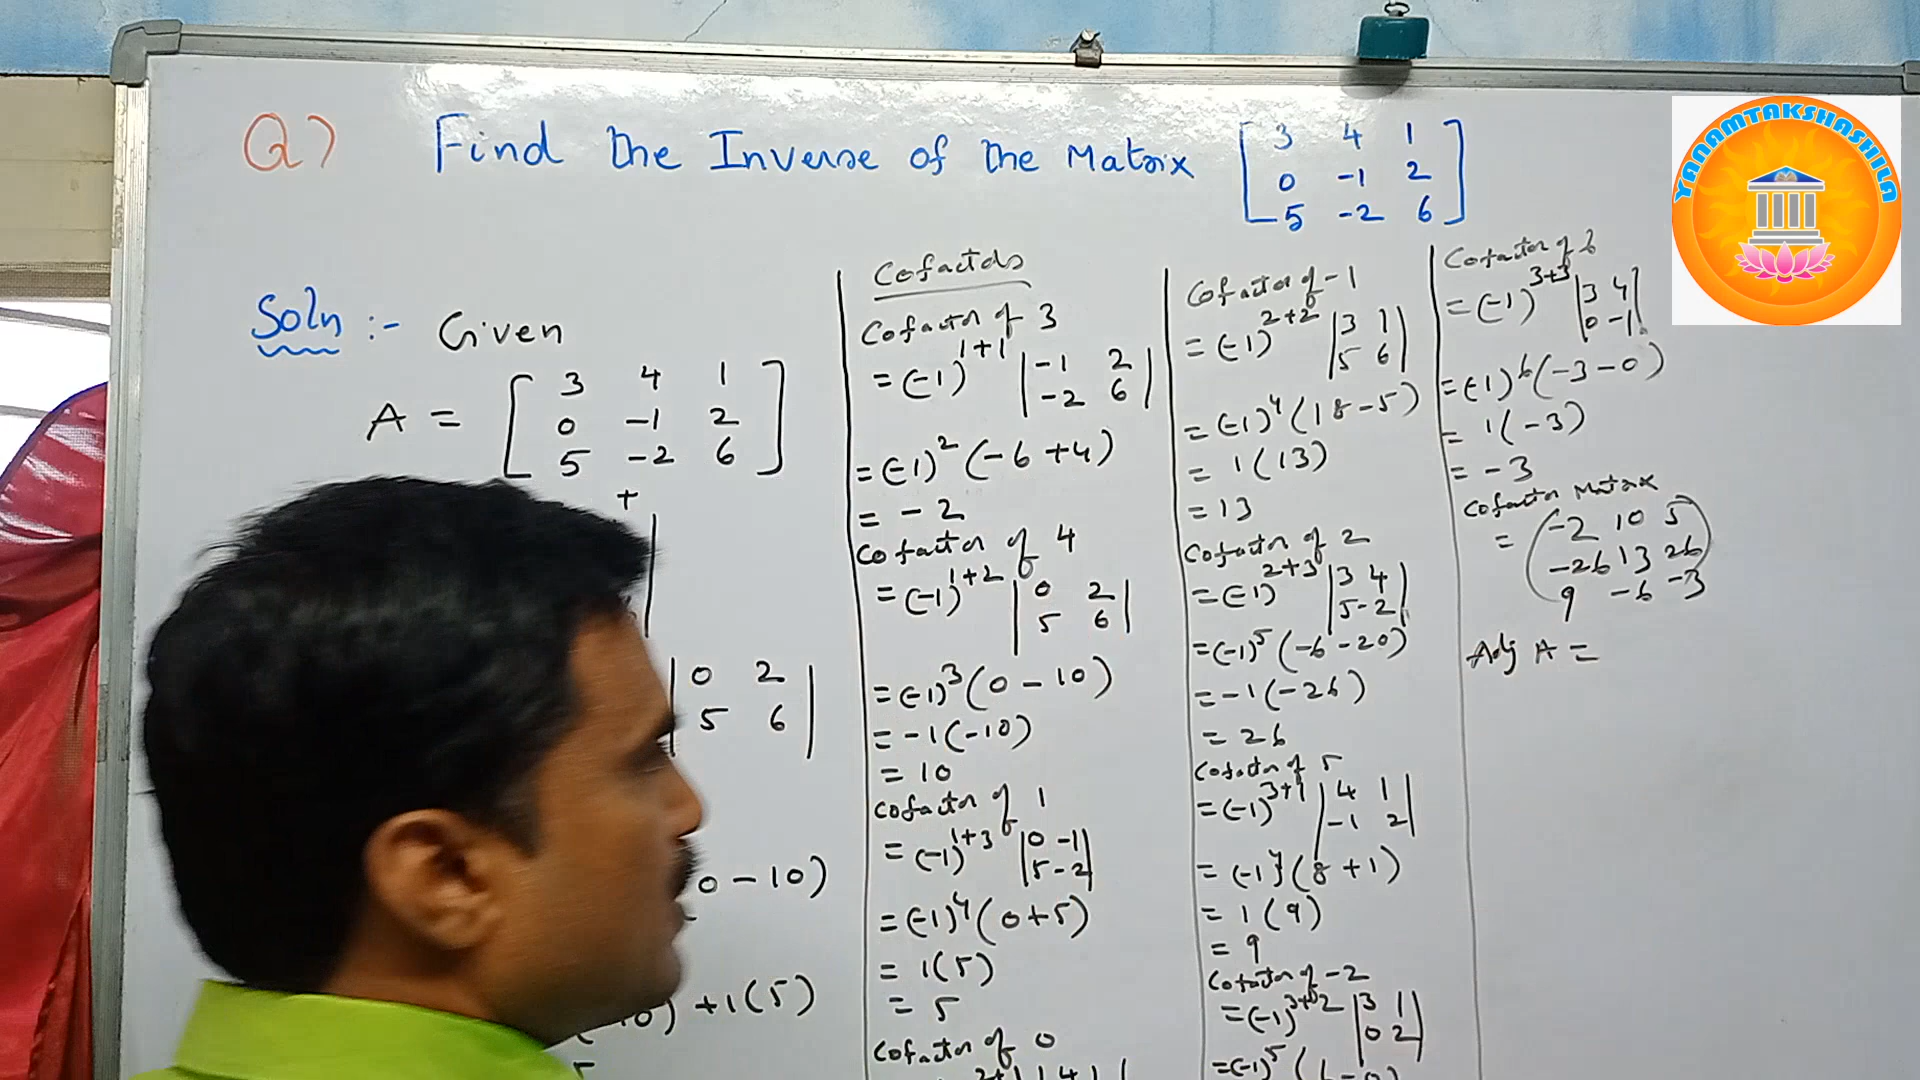 Q7 Find the Inverse of the Matrix [ 3 4 1
0 -1 2
5 -2 6 ]
Soln :- Given
A = [ 3 4 1
0 -1 2
5 -2 6 ]
+
| 0 2
5 6 |
0 - 10)
) + 1(5)
Cofactors
Cofactor of 3
= (-1)^1+1 | -1 2
-2 6 |
= (-1)^2 (-6 + 4)
= -2
Cofactor of 4
= (-1)^1+2 | 0 2
5 6 |
= (-1)^3 (0 - 10)
= -1(-10)
= 10
Cofactor of 1
= (-1)^1+3 | 0 -1
5 -2 |
= (-1)^4 (0 + 5)
= 1(5)
= 5
Cofactor of 0
Cofactor of -1
= (-1)^2+2 | 3 1
5 6 |
= (-1)^4 (18 - 5)
= 1(13)
= 13
Cofactor of 2
= (-1)^2+3 | 3 4
5 -2 |
= (-1)^5 (-6 - 20)
= -1(-26)
= 26
Cofactor of 5
= (-1)^3+1 | 4 1
-1 2 |
= (-1)^4 (8 + 1)
= 1(9)
= 9
Cofactor of -2
= (-1)^3+2 | 3 1
0 2 |
= (-1)^5 (6 - 0)
Cofactor of 6
= (-1)^3+3 | 3 4
0 -1 |
= (-1)^6 (-3 - 0)
= 1(-3)
= -3
Cofactor Matrix
= ( -2 10 5
-26 13 26
9 -6 -3 )
Adj A =
YANAMTAKSHASHILA